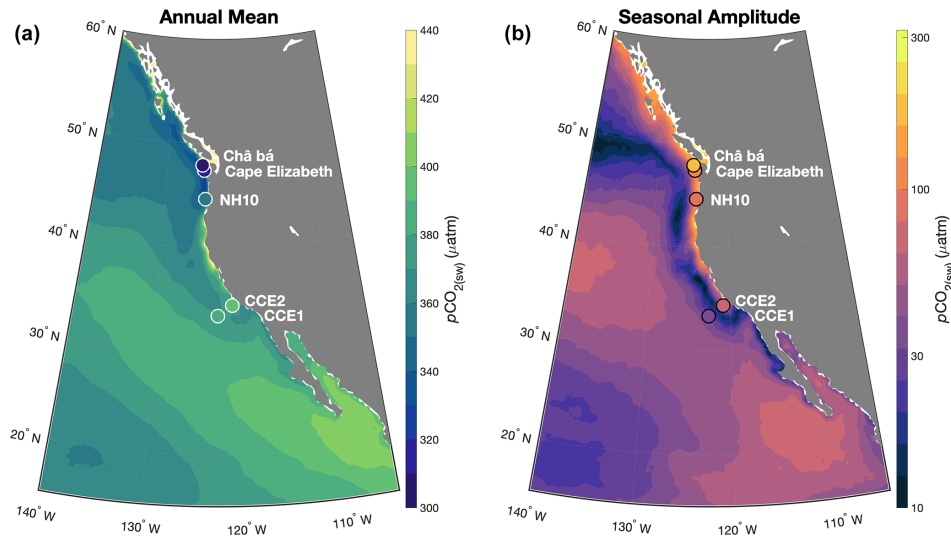 Annual Mean
(a)
60° N
50° N
40° N
30° N
20° N
140° W
130° W
120° W
110° W
Châ bá
Cape Elizabeth
NH10
CCE2
CCE1
440
420
400
380
360
340
320
300
pCO2(sw) (μatm)
Seasonal Amplitude
(b)
60° N
50° N
40° N
30° N
20° N
140° W
130° W
120° W
110° W
Châ bá
Cape Elizabeth
NH10
CCE2
CCE1
300
100
30
10
pCO2(sw) (μatm)